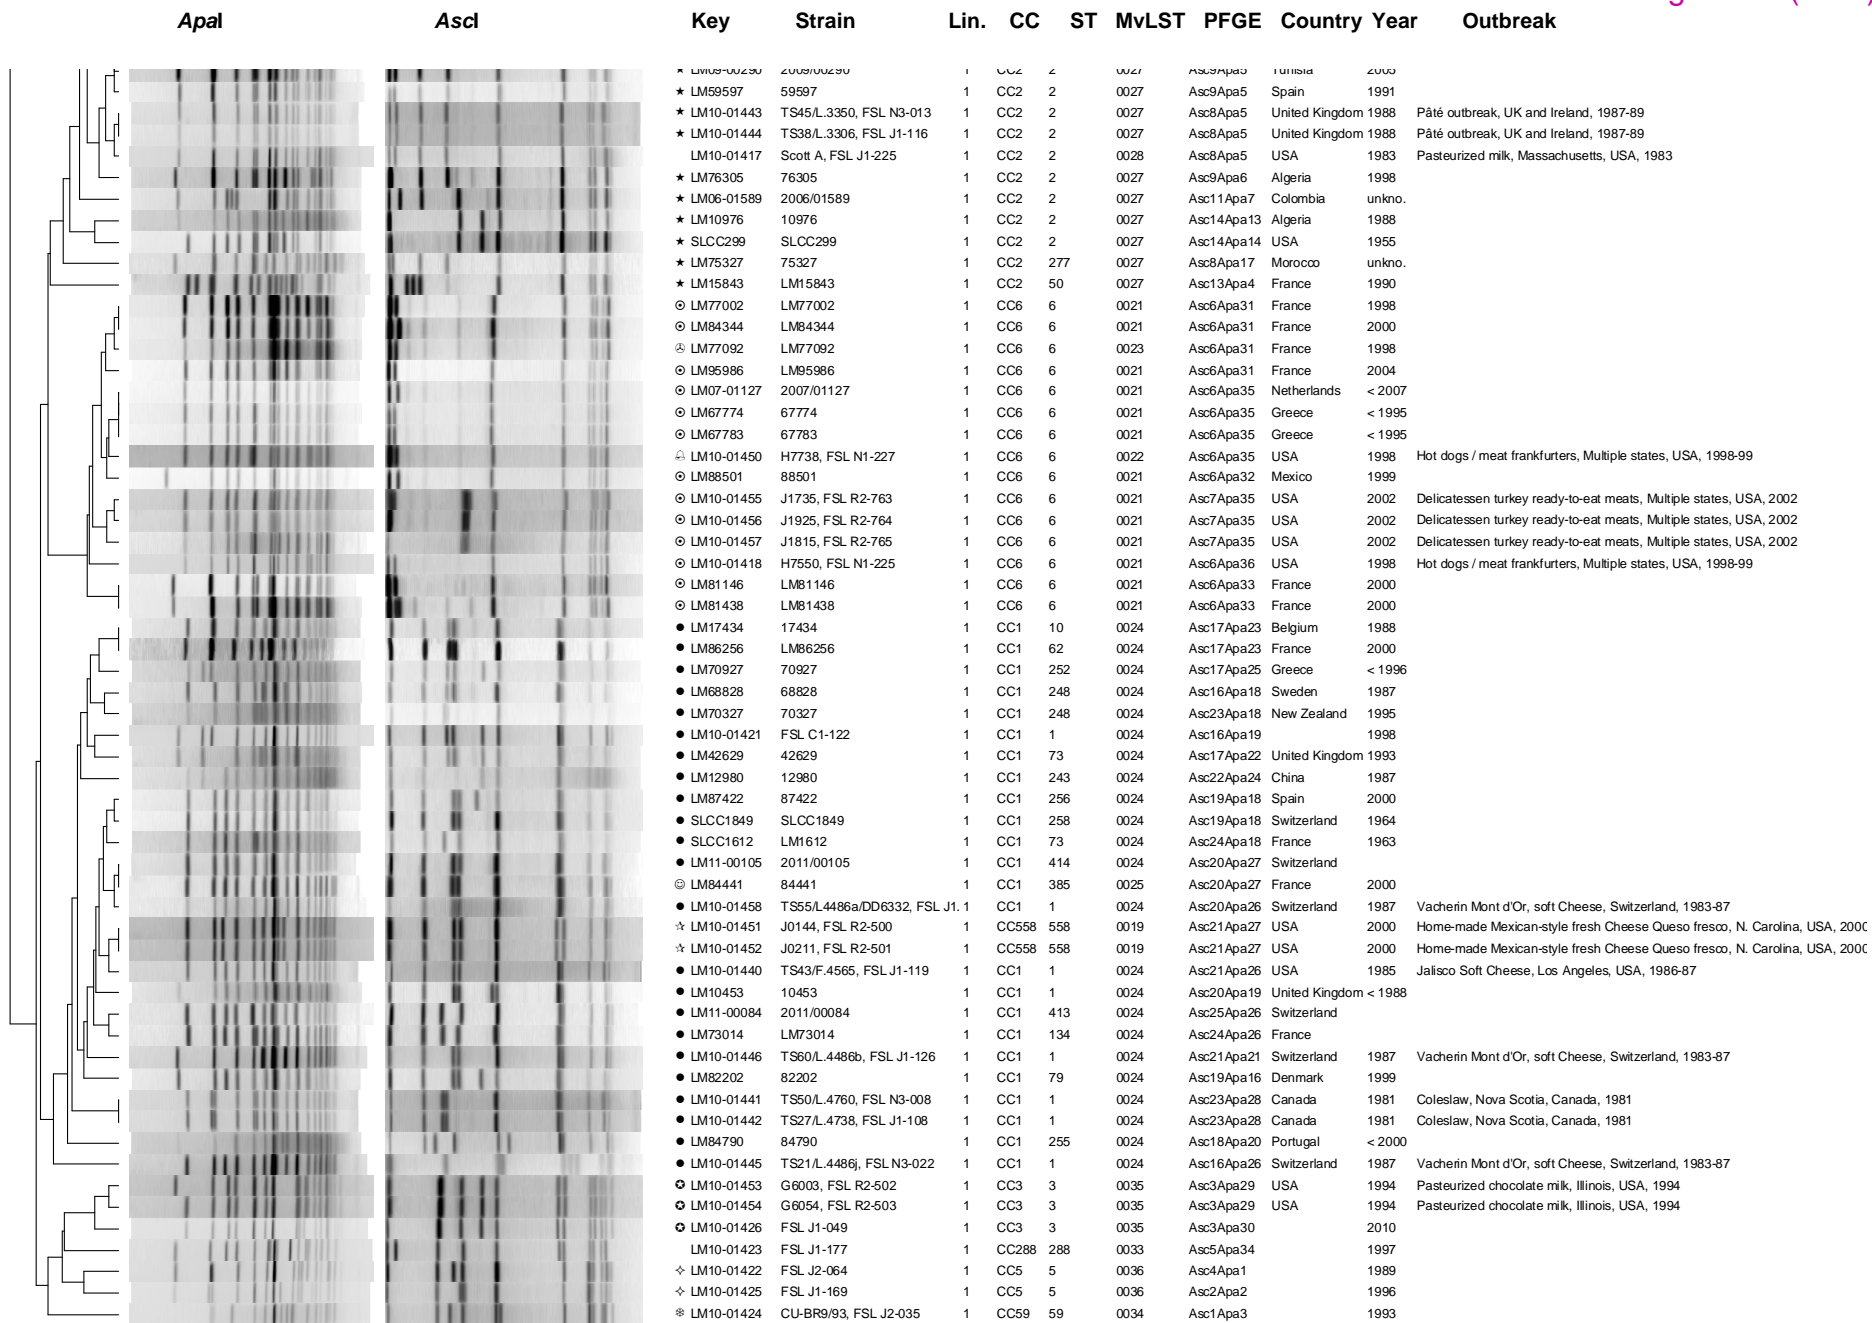 ApaI AscI Key Strain Lin. CC ST MvLST PFGE Country Year Outbreak
★ LM09-00290 2009/00290 1 CC2 2 0027 Asc9Apa5 Tunisia 2005
★ LM59597 59597 1 CC2 2 0027 Asc9Apa5 Spain 1991
★ LM10-01443 TS45/L.3350, FSL N3-013 1 CC2 2 0027 Asc8Apa5 United Kingdom 1988 Pâté outbreak, UK and Ireland, 1987-89
★ LM10-01444 TS38/L.3306, FSL J1-116 1 CC2 2 0027 Asc8Apa5 United Kingdom 1988 Pâté outbreak, UK and Ireland, 1987-89
LM10-01417 Scott A, FSL J1-225 1 CC2 2 0028 Asc8Apa5 USA 1983 Pasteurized milk, Massachusetts, USA, 1983
★ LM76305 76305 1 CC2 2 0027 Asc9Apa6 Algeria 1998
★ LM06-01589 2006/01589 1 CC2 2 0027 Asc11Apa7 Colombia unkno.
★ LM10976 10976 1 CC2 2 0027 Asc14Apa13 Algeria 1988
★ SLCC299 SLCC299 1 CC2 2 0027 Asc14Apa14 USA 1955
★ LM75327 75327 1 CC2 277 0027 Asc8Apa17 Morocco unkno.
★ LM15843 LM15843 1 CC2 50 0027 Asc13Apa4 France 1990
LM77002 LM77002 1 CC6 6 0021 Asc6Apa31 France 1998
LM84344 LM84344 1 CC6 6 0021 Asc6Apa31 France 2000
LM77092 LM77092 1 CC6 6 0023 Asc6Apa31 France 1998
LM95986 LM95986 1 CC6 6 0021 Asc6Apa31 France 2004
LM07-01127 2007/01127 1 CC6 6 0021 Asc6Apa35 Netherlands < 2007
LM67774 67774 1 CC6 6 0021 Asc6Apa35 Greece < 1995
LM67783 67783 1 CC6 6 0021 Asc6Apa35 Greece < 1995
LM10-01450 H7738, FSL N1-227 1 CC6 6 0022 Asc6Apa35 USA 1998 Hot dogs / meat frankfurters, Multiple states, USA, 1998-99
LM88501 88501 1 CC6 6 0021 Asc6Apa32 Mexico 1999
LM10-01455 J1735, FSL R2-763 1 CC6 6 0021 Asc7Apa35 USA 2002 Delicatessen turkey ready-to-eat meats, Multiple states, USA, 2002
LM10-01456 J1925, FSL R2-764 1 CC6 6 0021 Asc7Apa35 USA 2002 Delicatessen turkey ready-to-eat meats, Multiple states, USA, 2002
LM10-01457 J1815, FSL R2-765 1 CC6 6 0021 Asc7Apa35 USA 2002 Delicatessen turkey ready-to-eat meats, Multiple states, USA, 2002
LM10-01418 H7550, FSL N1-225 1 CC6 6 0021 Asc6Apa36 USA 1998 Hot dogs / meat frankfurters, Multiple states, USA, 1998-99
LM81146 LM81146 1 CC6 6 0021 Asc6Apa33 France 2000
LM81438 LM81438 1 CC6 6 0021 Asc6Apa33 France 2000
● LM17434 17434 1 CC1 10 0024 Asc17Apa23 Belgium 1988
● LM86256 LM86256 1 CC1 62 0024 Asc17Apa23 France 2000
● LM70927 70927 1 CC1 252 0024 Asc17Apa25 Greece < 1996
● LM68828 68828 1 CC1 248 0024 Asc16Apa18 Sweden 1987
● LM70327 70327 1 CC1 248 0024 Asc23Apa18 New Zealand 1995
● LM10-01421 FSL C1-122 1 CC1 1 0024 Asc16Apa19 1998
● LM42629 42629 1 CC1 73 0024 Asc17Apa22 United Kingdom 1993
● LM12980 12980 1 CC1 243 0024 Asc22Apa24 China 1987
● LM87422 87422 1 CC1 256 0024 Asc19Apa18 Spain 2000
● SLCC1849 SLCC1849 1 CC1 258 0024 Asc19Apa18 Switzerland 1964
● SLCC1612 LM1612 1 CC1 73 0024 Asc24Apa18 France 1963
● LM11-00105 2011/00105 1 CC1 414 0024 Asc20Apa27 Switzerland
☺ LM84441 84441 1 CC1 385 0025 Asc20Apa27 France 2000
● LM10-01458 TS55/L4486a/DD6332, FSL J1. 1 CC1 1 0024 Asc20Apa26 Switzerland 1987 Vacherin Mont d'Or, soft Cheese, Switzerland, 1983-87
☆ LM10-01451 J0144, FSL R2-500 1 CC558 558 0019 Asc21Apa27 USA 2000 Home-made Mexican-style fresh Cheese Queso fresco, N. Carolina, USA, 2000
☆ LM10-01452 J0211, FSL R2-501 1 CC558 558 0019 Asc21Apa27 USA 2000 Home-made Mexican-style fresh Cheese Queso fresco, N. Carolina, USA, 2000
● LM10-01440 TS43/F.4565, FSL J1-119 1 CC1 1 0024 Asc21Apa26 USA 1985 Jalisco Soft Cheese, Los Angeles, USA, 1986-87
● LM10453 10453 1 CC1 1 0024 Asc20Apa19 United Kingdom < 1988
● LM11-00084 2011/00084 1 CC1 413 0024 Asc25Apa26 Switzerland
● LM73014 LM73014 1 CC1 134 0024 Asc24Apa26 France
● LM10-01446 TS60/L.4486b, FSL J1-126 1 CC1 1 0024 Asc21Apa21 Switzerland 1987 Vacherin Mont d'Or, soft Cheese, Switzerland, 1983-87
● LM82202 82202 1 CC1 79 0024 Asc19Apa16 Denmark 1999
● LM10-01441 TS50/L.4760, FSL N3-008 1 CC1 1 0024 Asc23Apa28 Canada 1981 Coleslaw, Nova Scotia, Canada, 1981
● LM10-01442 TS27/L.4738, FSL J1-108 1 CC1 1 0024 Asc23Apa28 Canada 1981 Coleslaw, Nova Scotia, Canada, 1981
● LM84790 84790 1 CC1 255 0024 Asc18Apa20 Portugal < 2000
● LM10-01445 TS21/L.4486j, FSL N3-022 1 CC1 1 0024 Asc16Apa26 Switzerland 1987 Vacherin Mont d'Or, soft Cheese, Switzerland, 1983-87
✪ LM10-01453 G6003, FSL R2-502 1 CC3 3 0035 Asc3Apa29 USA 1994 Pasteurized chocolate milk, Illinois, USA, 1994
✪ LM10-01454 G6054, FSL R2-503 1 CC3 3 0035 Asc3Apa29 USA 1994 Pasteurized chocolate milk, Illinois, USA, 1994
✪ LM10-01426 FSL J1-049 1 CC3 3 0035 Asc3Apa30 2010
LM10-01423 FSL J1-177 1 CC288 288 0033 Asc5Apa34 1997
✧ LM10-01422 FSL J2-064 1 CC5 5 0036 Asc4Apa1 1989
✧ LM10-01425 FSL J1-169 1 CC5 5 0036 Asc2Apa2 1996
LM10-01424 CU-BR9/93, FSL J2-035 1 CC59 59 0034 Asc1Apa3 1993